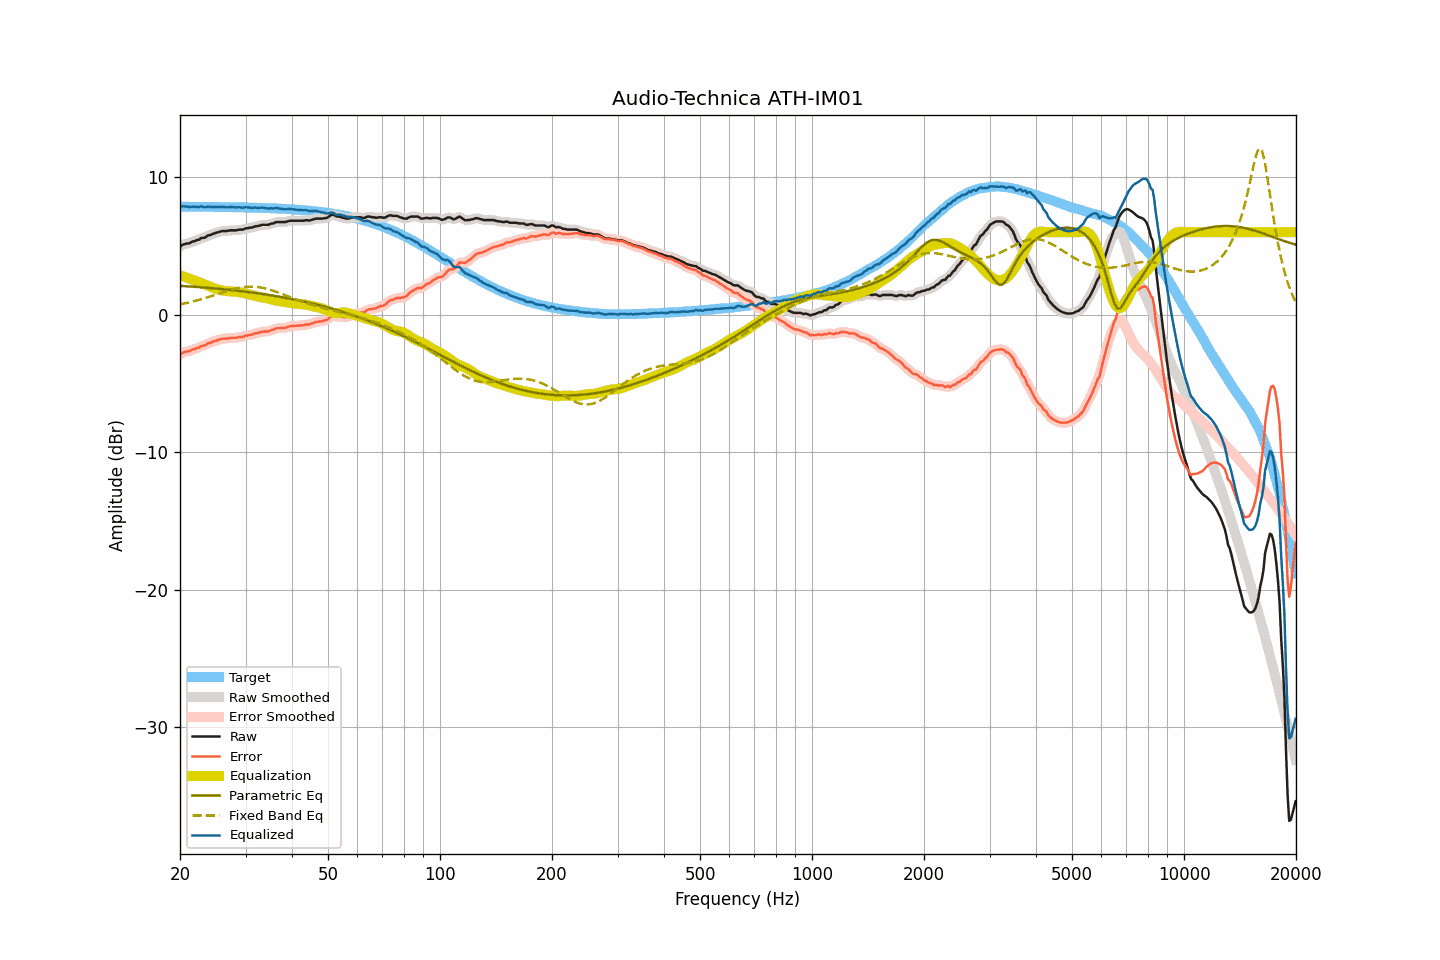 Audio-Technica ATH-IM01
Amplitude (dBr)
10
0
−10
−20
−30
Target
Raw Smoothed
Error Smoothed
Raw
Error
Equalization
Parametric Eq
Fixed Band Eq
Equalized
20 50 100 200 500 1000 2000 5000 10000 20000
Frequency (Hz)